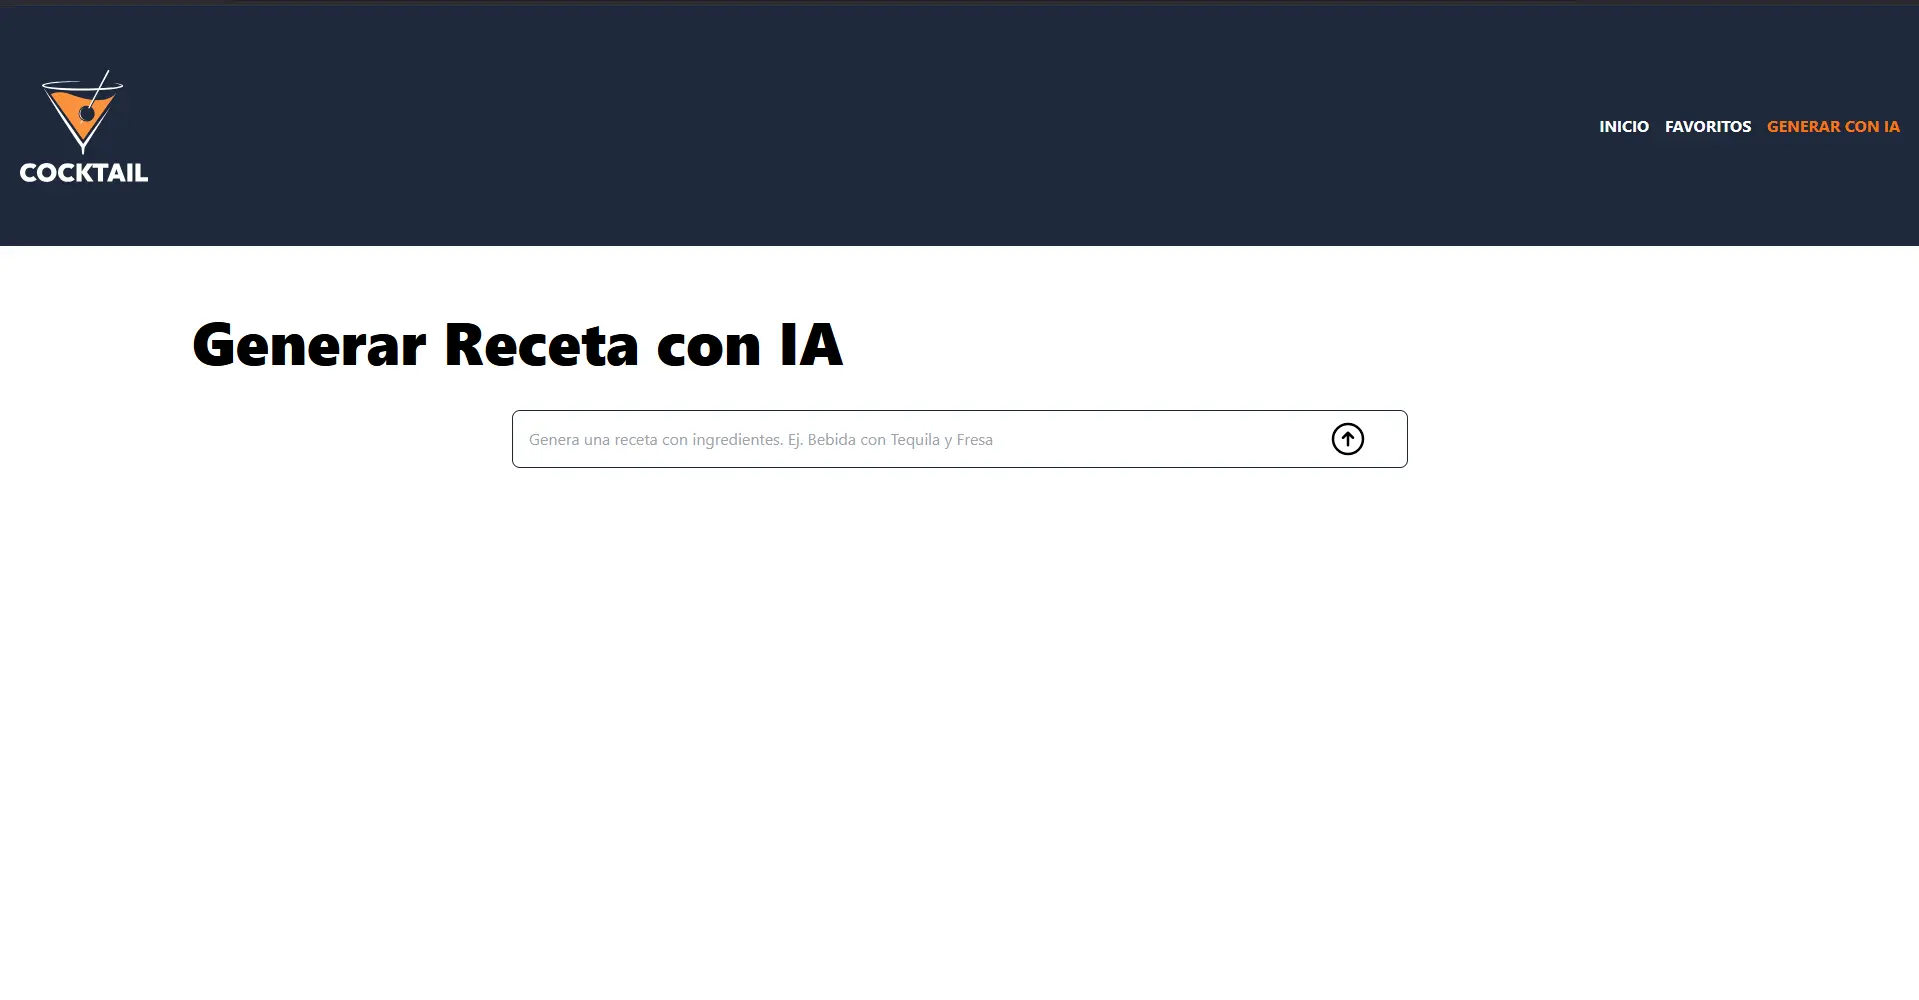 COCKTAIL
INICIO FAVORITOS GENERAR CON IA
Generar Receta con IA
Genera una receta con ingredientes. Ej. Bebida con Tequila y Fresa